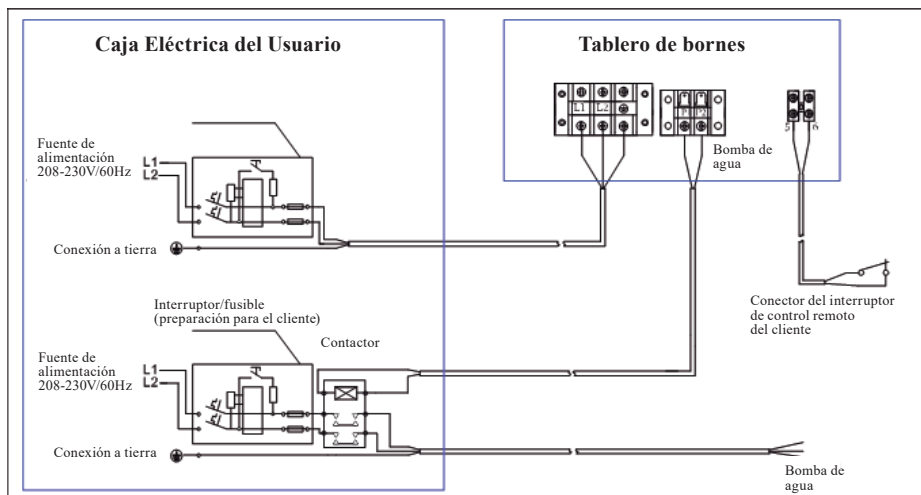 Caja Eléctrica del Usuario
Tablero de bornes
L1 L2
P1 P2
Bomba de
agua
Fuente de
alimentación
208-230V/60Hz
L1
L2
Conexión a tierra
Interruptor/fusible
(preparación para el cliente)
Contactor
Conector del interruptor
de control remoto
del cliente
Fuente de
alimentación
208-230V/60Hz
L1
L2
Conexión a tierra
Bomba de
agua